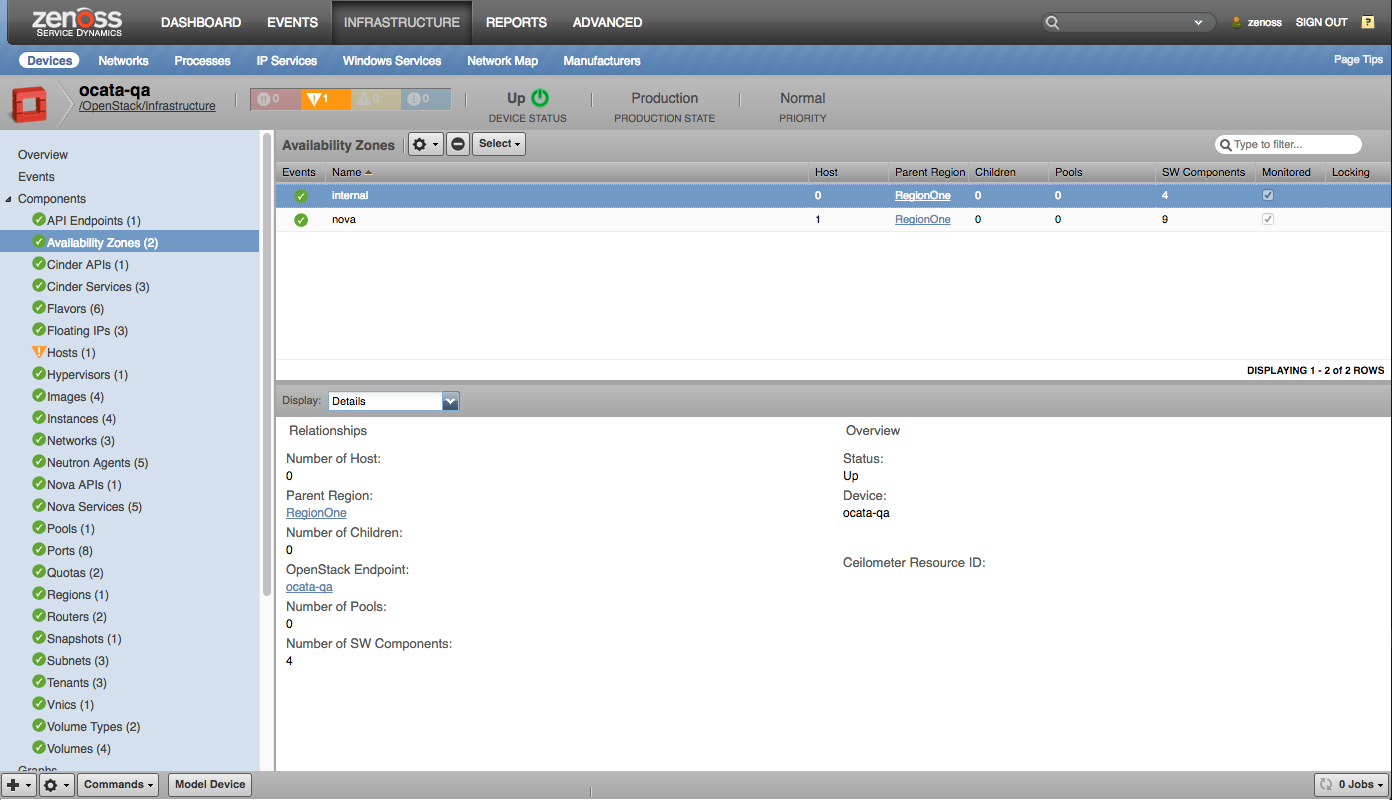 zenoss
SERVICE DYNAMICS
DASHBOARD EVENTS INFRASTRUCTURE REPORTS ADVANCED
zenoss SIGN OUT ?
Devices Networks Processes IP Services Windows Services Network Map Manufacturers Page Tips
ocata-qa
/OpenStack/Infrastructure
0 1 0 0
Up
DEVICE STATUS
Production
PRODUCTION STATE
Normal
PRIORITY
Overview
Events
Components
API Endpoints (1)
Availability Zones (2)
Cinder APIs (1)
Cinder Services (3)
Flavors (6)
Floating IPs (3)
Hosts (1)
Hypervisors (1)
Images (4)
Instances (4)
Networks (3)
Neutron Agents (5)
Nova APIs (1)
Nova Services (5)
Pools (1)
Ports (8)
Quotas (2)
Regions (1)
Routers (2)
Snapshots (1)
Subnets (3)
Tenants (3)
Vnics (1)
Volume Types (2)
Volumes (4)
Graphs
Availability Zones Select Type to filter...
Events Name Host Parent Region Children Pools SW Components Monitored Locking
internal 0 RegionOne 0 0 4
nova 1 RegionOne 0 0 9
DISPLAYING 1 - 2 of 2 ROWS
Display: Details
Relationships
Number of Host:
0
Parent Region:
RegionOne
Number of Children:
0
OpenStack Endpoint:
ocata-qa
Number of Pools:
0
Number of SW Components:
4
Overview
Status:
Up
Device:
ocata-qa
Ceilometer Resource ID:
Commands Model Device 0 Jobs